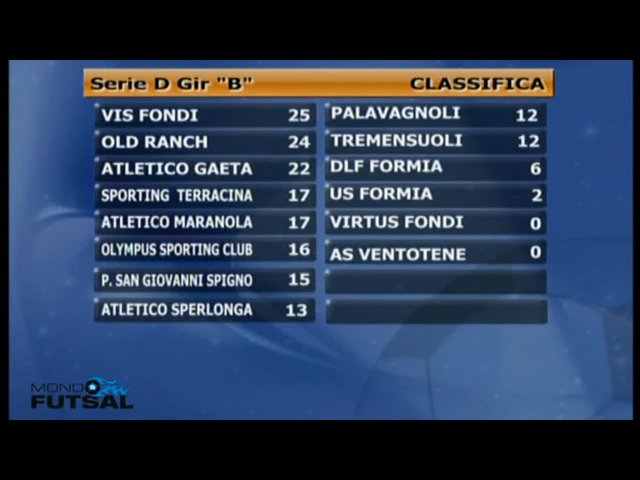 Serie D Gir "B" CLASSIFICA
VIS FONDI 25
OLD RANCH 24
ATLETICO GAETA 22
SPORTING TERRACINA 17
ATLETICO MARANOLA 17
OLYMPUS SPORTING CLUB 16
P. SAN GIOVANNI SPIGNO 15
ATLETICO SPERLONGA 13
PALAVAGNOLI 12
TREMENSUOLI 12
DLF FORMIA 6
US FORMIA 2
VIRTUS FONDI 0
AS VENTOTENE 0
MONDO
FUTSAL